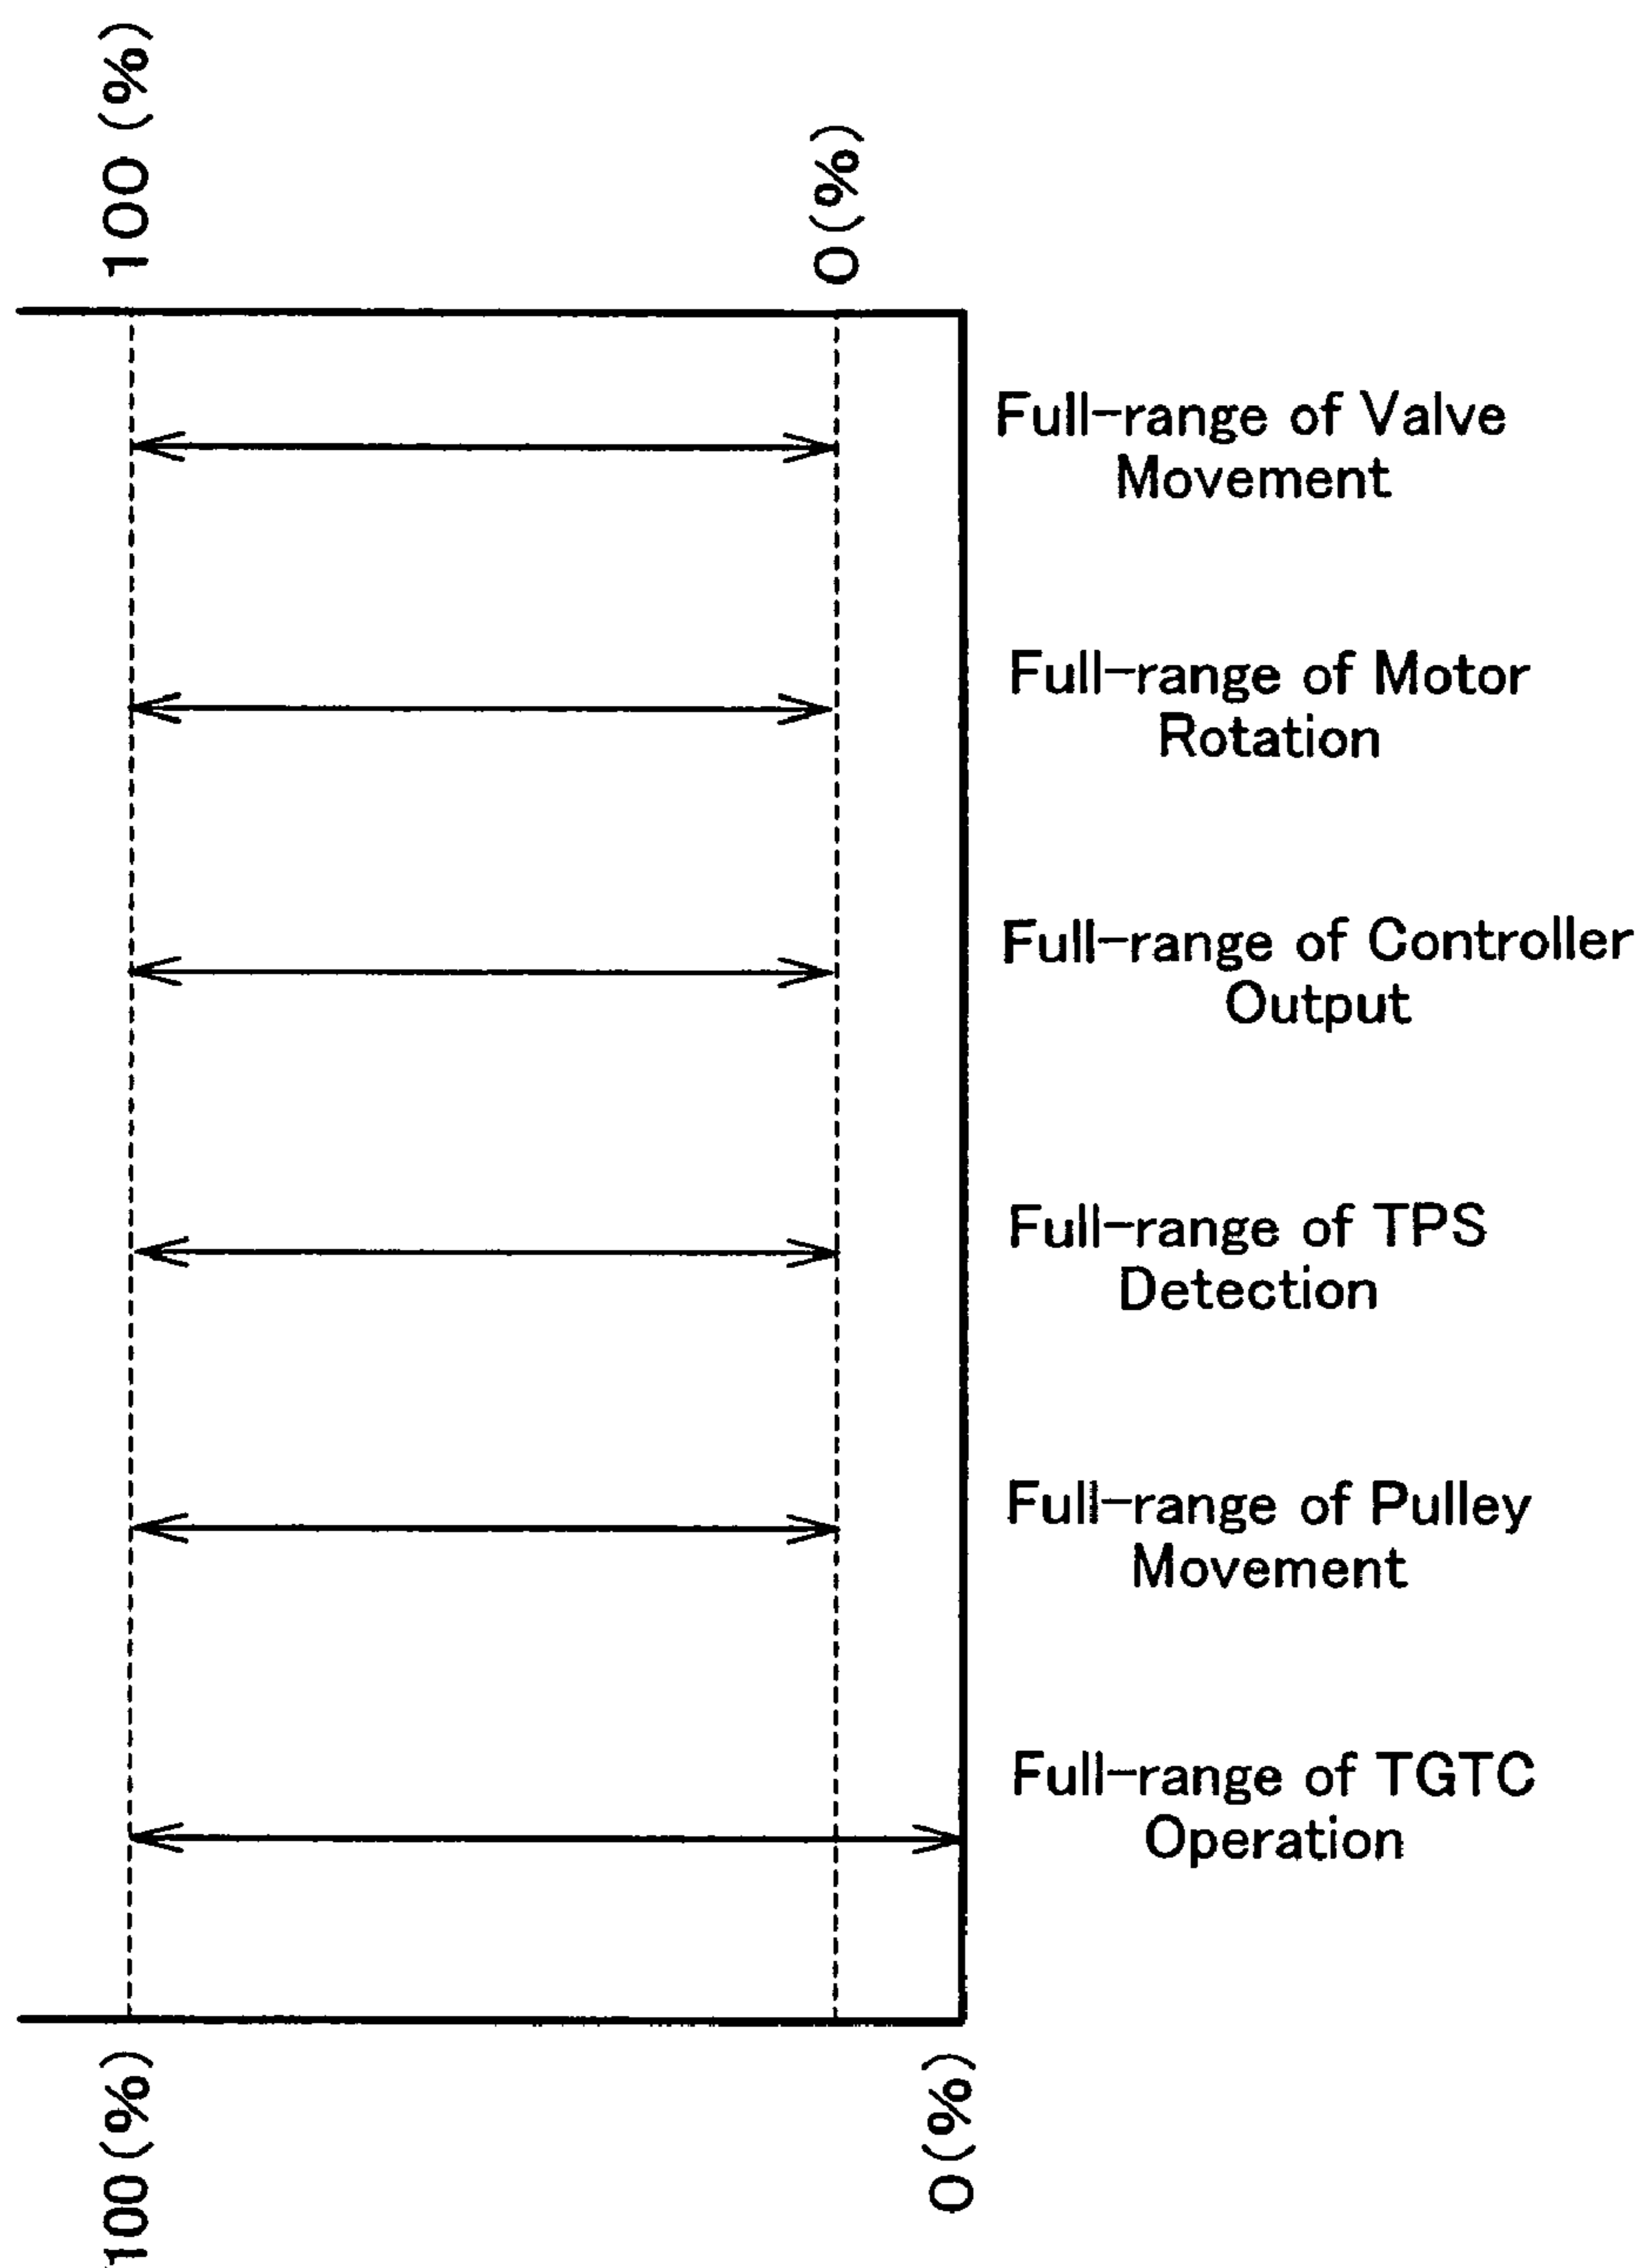 100 (%)
0(%)
Full-range of Valve
Movement
Full-range of Motor
Rotation
Full-range of Controller
Output
Full-range of TPS
Detection
Full-range of Pulley
Movement
Full-range of TGTC
Operation
100(%)
0(%)